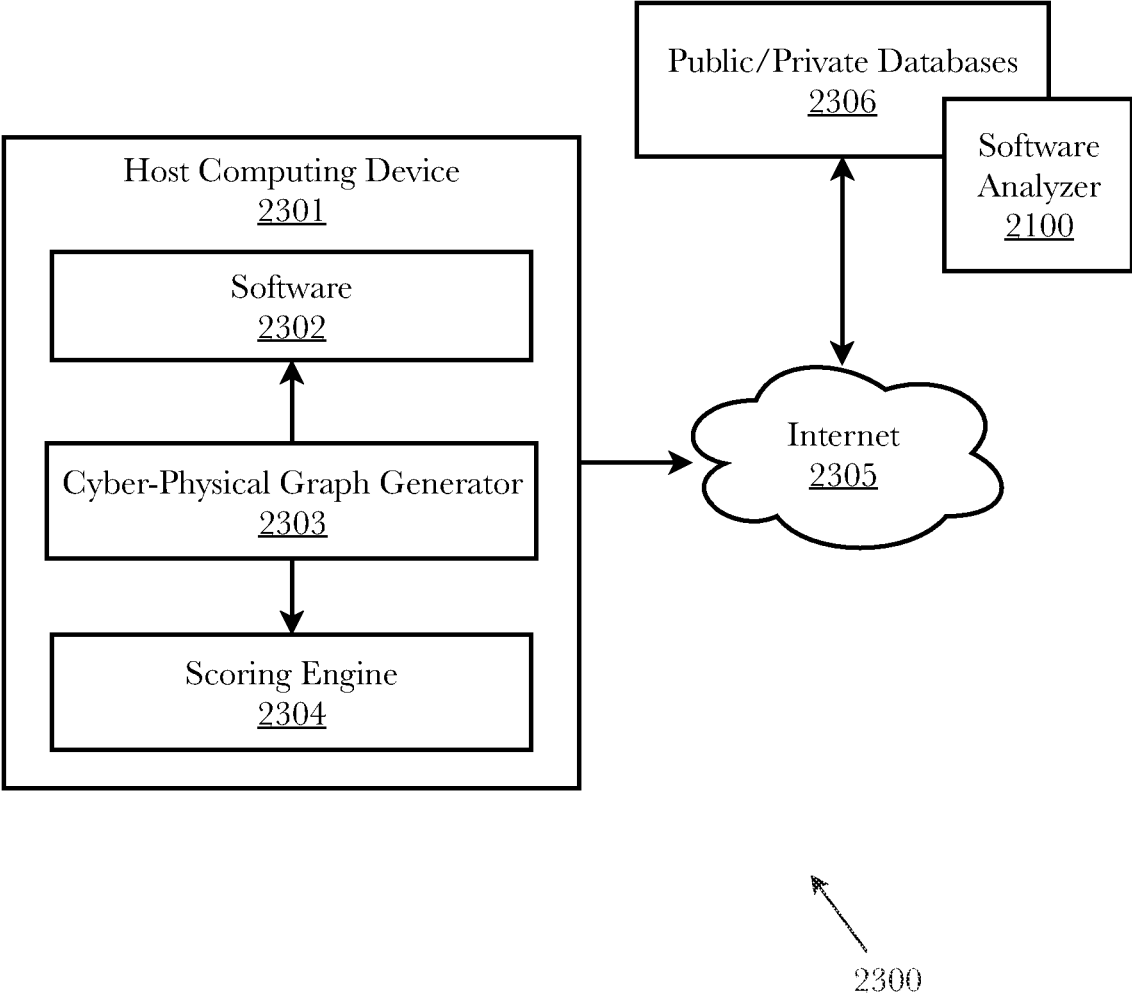 Public/Private Databases
2306
Software
Analyzer
2100
Host Computing Device
2301
Software
2302
Cyber-Physical Graph Generator
2303
Scoring Engine
2304
Internet
2305
2300